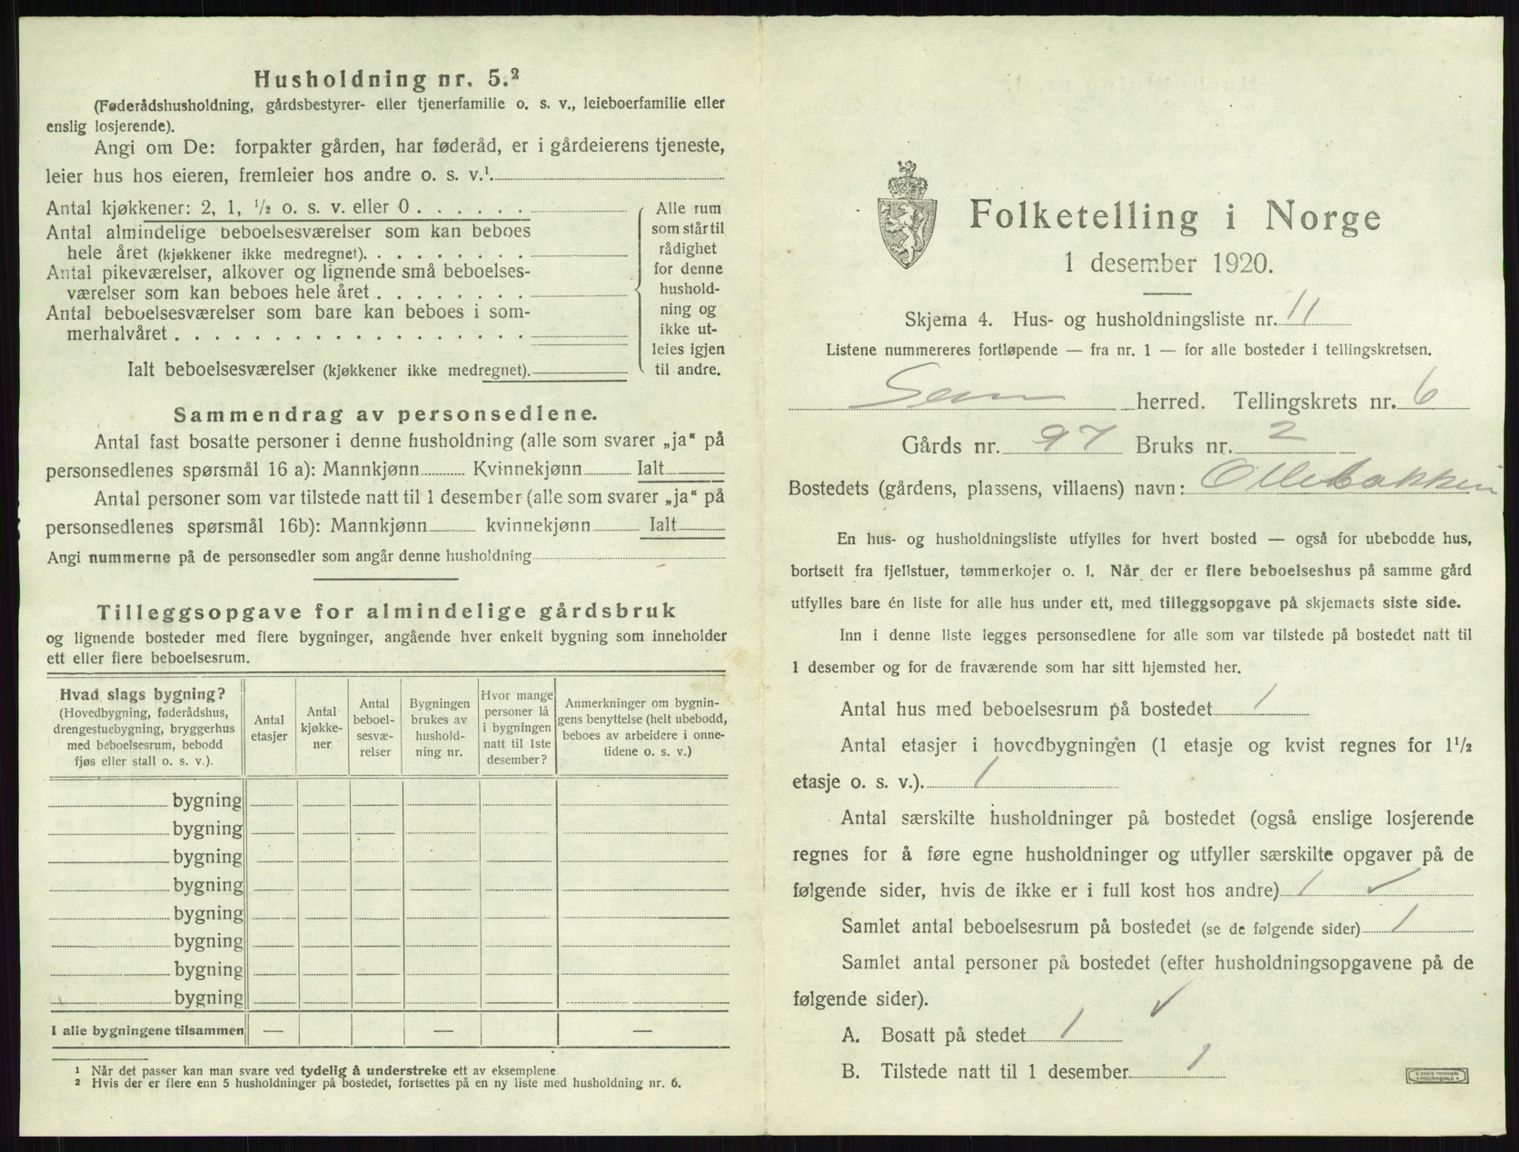 Husholdning nr. 5.²
(Føderådshusholdning, gårdsbestyrer- eller tjenerfamilie o. s. v., leieboerfamilie eller
enslig losjerende).
Angi om De: forpakter gården, har føderåd, er i gårdeierens tjeneste,
leier hus hos eieren, fremleier hos andre o. s. v.¹
Antal kjøkkener: 2, 1, ¹/₂ o. s. v. eller 0 . . . . . .
Antal almindelige beboelsesværelser som kan beboes
hele året (kjøkkener ikke medregnet). . . . . . . . .
Antal pikeværelser, alkover og lignende små beboelses-
værelser som kan beboes hele året . . . . . . . .
Antal beboelsesværelser som bare kan beboes i som-
merhalvåret . . . . . . . . . . . . . . . . . .
Ialt beboelsesværelser (kjøkkener ikke medregnet).
Alle rum
som står til
rådighet
for denne
hushold-
ning og
ikke ut-
leies igjen
til andre.
Sammendrag av personsedlene.
Antal fast bosatte personer i denne husholdning (alle som svarer „ja“ på
personsedlenes spørsmål 16 a): Mannkjønn Kvinnekjønn Ialt
Antal personer som var tilstede natt til 1 desember (alle som svarer „ja“ på
personsedlenes spørsmål 16b): Mannkjønn kvinnekjønn Ialt
Angi nummerne på de personsedler som angår denne husholdning
Tilleggsopgave for almindelige gårdsbruk
og lignende bosteder med flere bygninger, angående hver enkelt bygning som inneholder
ett eller flere beboelsesrum.
Hvad slags bygning?
(Hovedbygning, føderådshus,
drengestuebygning, bryggerhus
med beboelsesrum, bebodd
fjøs eller stall o. s. v.).
Antal
etasjer
Antal
kjøkke-
ner
Antal
beboel-
sesvæ-
relser
Bygningen
brukes av
hushold-
ning nr.
Hvor mange
personer lå
i bygningen
natt til 1ste
desember?
Anmerkninger om bygnin-
gens benyttelse (helt ubebodd,
beboes av arbeidere i onne-
tidene o. s. v.)
bygning
bygning
bygning
bygning
bygning
bygning
bygning
bygning
I alle bygningene tilsammen — — —
¹ Når det passer kan man svare ved tydelig å understreke ett av eksemplene
² Hvis der er flere enn 5 husholdninger på bostedet, fortsettes på en ny liste med husholdning nr. 6.
Folketelling i Norge
1 desember 1920.
Skjema 4. Hus- og husholdningsliste nr. 11
Listene nummereres fortløpende — fra nr. 1 — for alle bosteder i tellingskretsen.
Sem herred. Tellingskrets nr. 6
Gårds nr. 97 Bruks nr. 2
Bostedets (gårdens, plassens, villaens) navn: Ollebakken
En hus- og husholdningsliste utfylles for hvert bosted — også for ubebodde hus,
bortsett fra fjellstuer, tømmerkojer o. l. Når der er flere beboelseshus på samme gård
utfylles bare én liste for alle hus under ett, med tilleggsopgave på skjemaets siste side.
Inn i denne liste legges personsedlene for alle som var tilstede på bostedet natt til
1 desember og for de fraværende som har sitt hjemsted her.
Antal hus med beboelsesrum på bostedet 1
Antal etasjer i hovedbygningen (1 etasje og kvist regnes for 1¹/₂
etasje o. s. v.). 1
Antal særskilte husholdninger på bostedet (også enslige losjerende
regnes for å føre egne husholdninger og utfyller særskilte opgaver på de
følgende sider, hvis de ikke er i full kost hos andre) 1 ✓
Samlet antal beboelsesrum på bostedet (se de følgende sider) 1
Samlet antal personer på bostedet (efter husholdningsopgavene på de
følgende sider). ✓
A. Bosatt på stedet 1
B. Tilstede natt til 1 desember 1